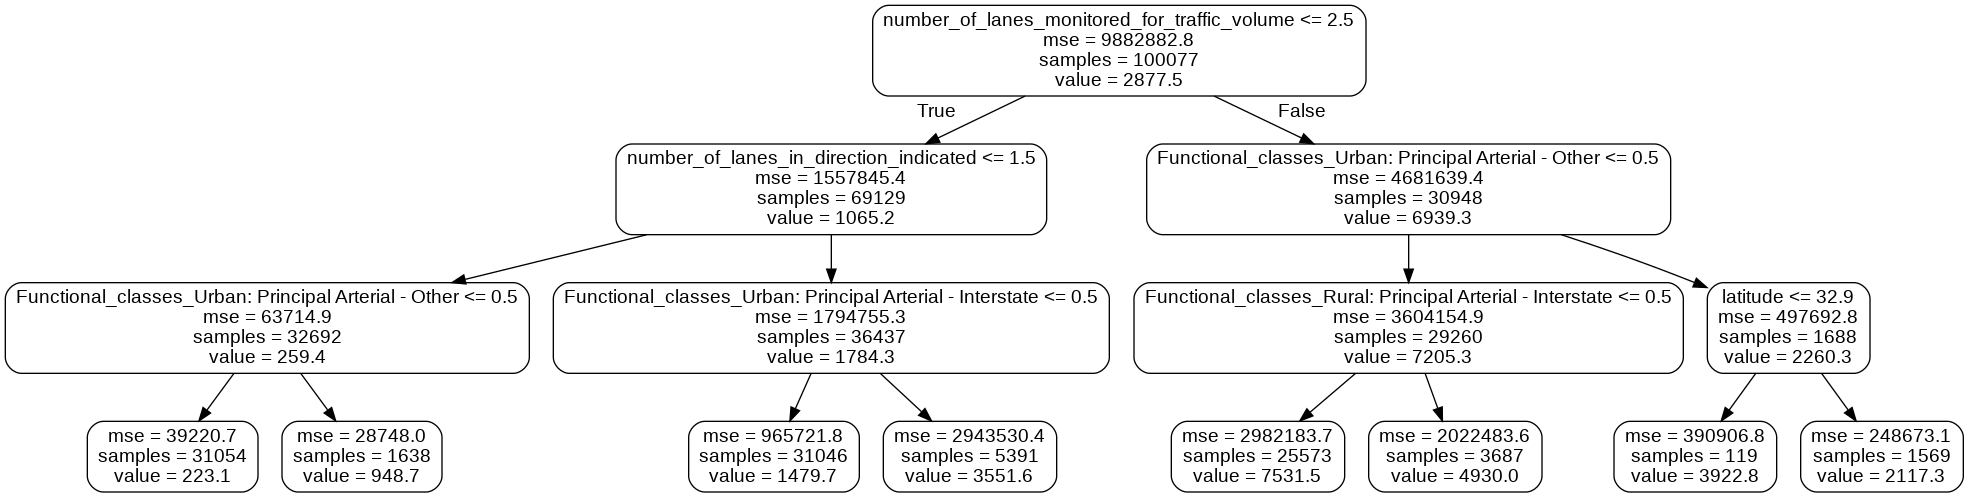 number_of_lanes_monitored_for_traffic_volume <= 2.5
mse = 9882882.8
samples = 100077
value = 2877.5
True
False
number_of_lanes_in_direction_indicated <= 1.5
mse = 1557845.4
samples = 69129
value = 1065.2
Functional_classes_Urban: Principal Arterial - Other <= 0.5
mse = 4681639.4
samples = 30948
value = 6939.3
Functional_classes_Urban: Principal Arterial - Other <= 0.5
mse = 63714.9
samples = 32692
value = 259.4
Functional_classes_Urban: Principal Arterial - Interstate <= 0.5
mse = 1794755.3
samples = 36437
value = 1784.3
Functional_classes_Rural: Principal Arterial - Interstate <= 0.5
mse = 3604154.9
samples = 29260
value = 7205.3
latitude <= 32.9
mse = 497692.8
samples = 1688
value = 2260.3
mse = 39220.7
samples = 31054
value = 223.1
mse = 28748.0
samples = 1638
value = 948.7
mse = 965721.8
samples = 31046
value = 1479.7
mse = 2943530.4
samples = 5391
value = 3551.6
mse = 2982183.7
samples = 25573
value = 7531.5
mse = 2022483.6
samples = 3687
value = 4930.0
mse = 390906.8
samples = 119
value = 3922.8
mse = 248673.1
samples = 1569
value = 2117.3